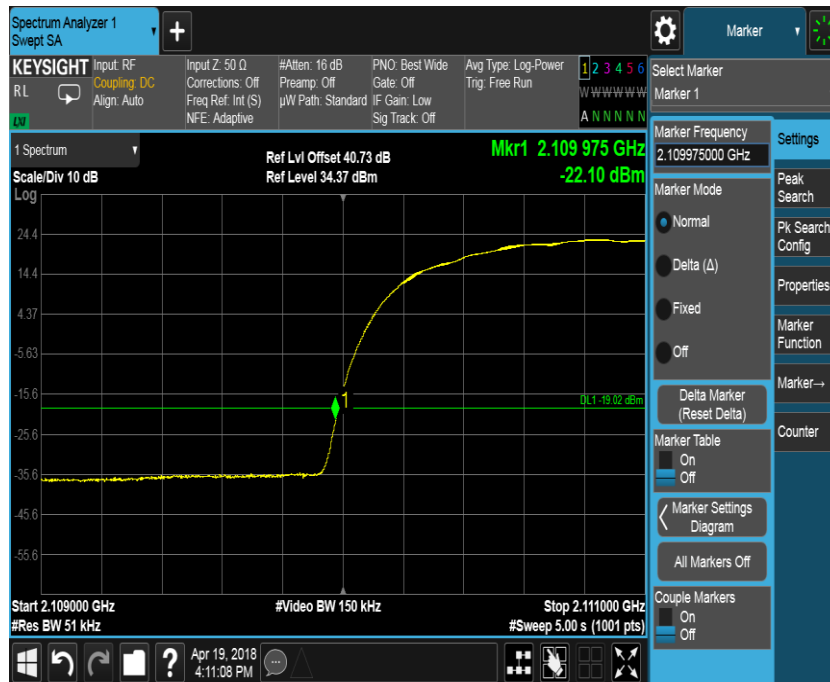 Spectrum Analyzer 1
Swept SA
+
Marker
KEYSIGHT
RL
LXI
Input: RF
Coupling: DC
Align: Auto
Input Z: 50 Ω
Corrections: Off
Freq Ref: Int (S)
NFE: Adaptive
#Atten: 16 dB
Preamp: Off
µW Path: Standard
PNO: Best Wide
Gate: Off
IF Gain: Low
Sig Track: Off
Avg Type: Log-Power
Trig: Free Run
1 2 3 4 5 6
W W W W W W
A N N N N N
Select Marker
Marker 1
1 Spectrum
Scale/Div 10 dB
Log
Ref Lvl Offset 40.73 dB
Ref Level 34.37 dBm
Mkr1 2.109 975 GHz
-22.10 dBm
24.4
14.4
4.37
-5.63
-15.6
-25.6
-35.6
-45.6
-55.6
1
DL1 -19.02 dBm
Start 2.109000 GHz
#Res BW 51 kHz
#Video BW 150 kHz
Stop 2.111000 GHz
#Sweep 5.00 s (1001 pts)
Marker Frequency
2.109975000 GHz
Marker Mode
Normal
Delta (Δ)
Fixed
Off
Delta Marker
(Reset Delta)
Marker Table
On
Off
Marker Settings
Diagram
All Markers Off
Couple Markers
On
Off
Settings
Peak
Search
Pk Search
Config
Properties
Marker
Function
Marker→
Counter
?
Apr 19, 2018
4:11:08 PM